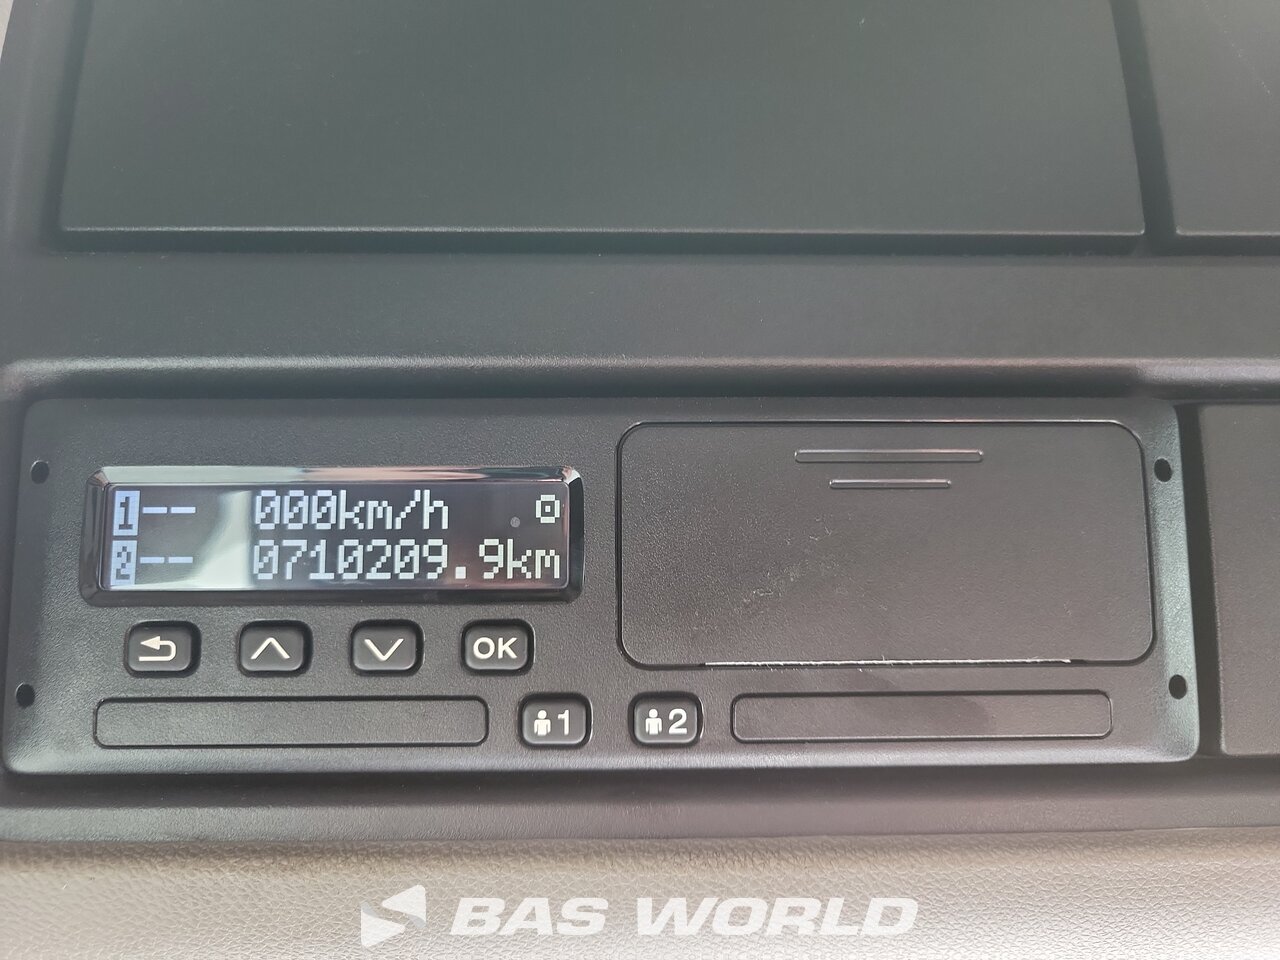 1 -- 000km/h
2 -- 0710209.9km
OK
1 2
BAS WORLD